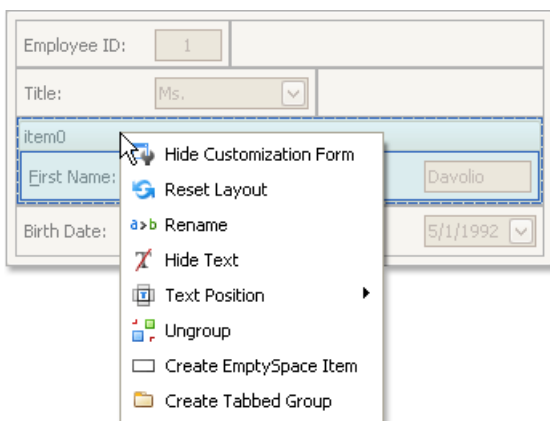 Employee ID: 1
Title: Ms.
item0
First Name: Davolio
Birth Date: 5/1/1992
Hide Customization Form
Reset Layout
a>b Rename
Hide Text
Text Position
Ungroup
Create EmptySpace Item
Create Tabbed Group